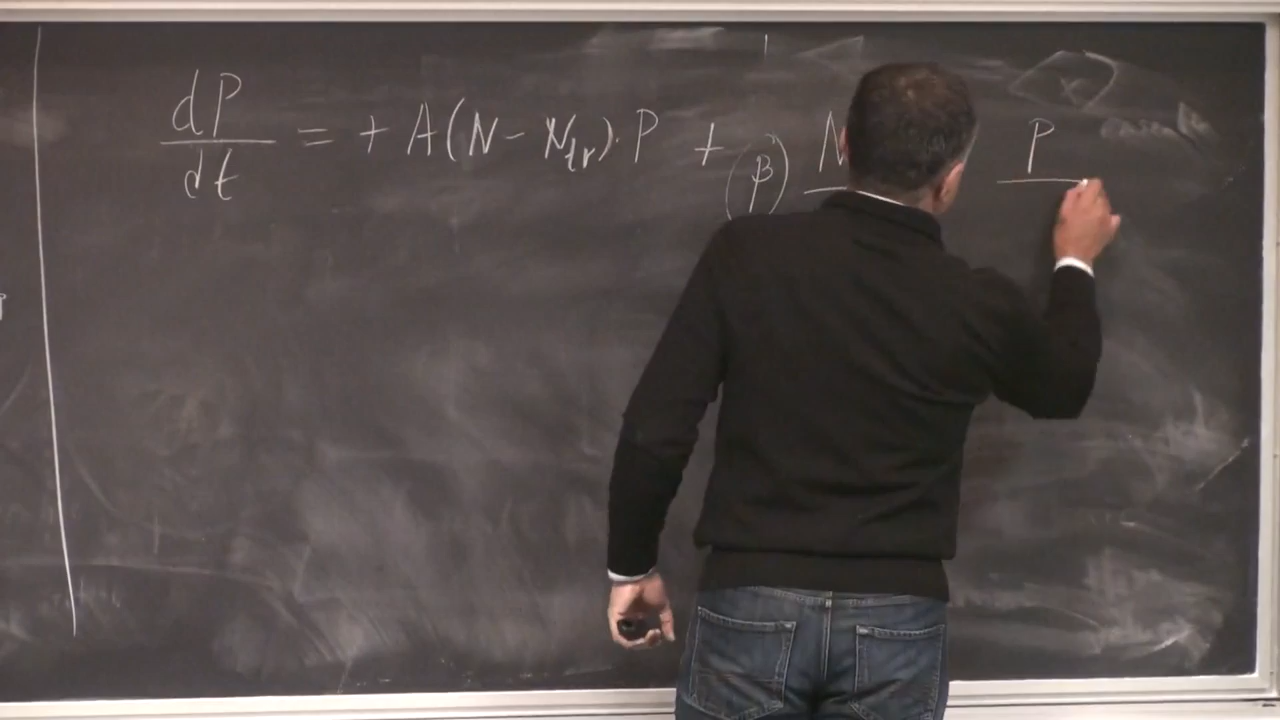 dP/dt = + A(N - N_tr)·P + (β) N P